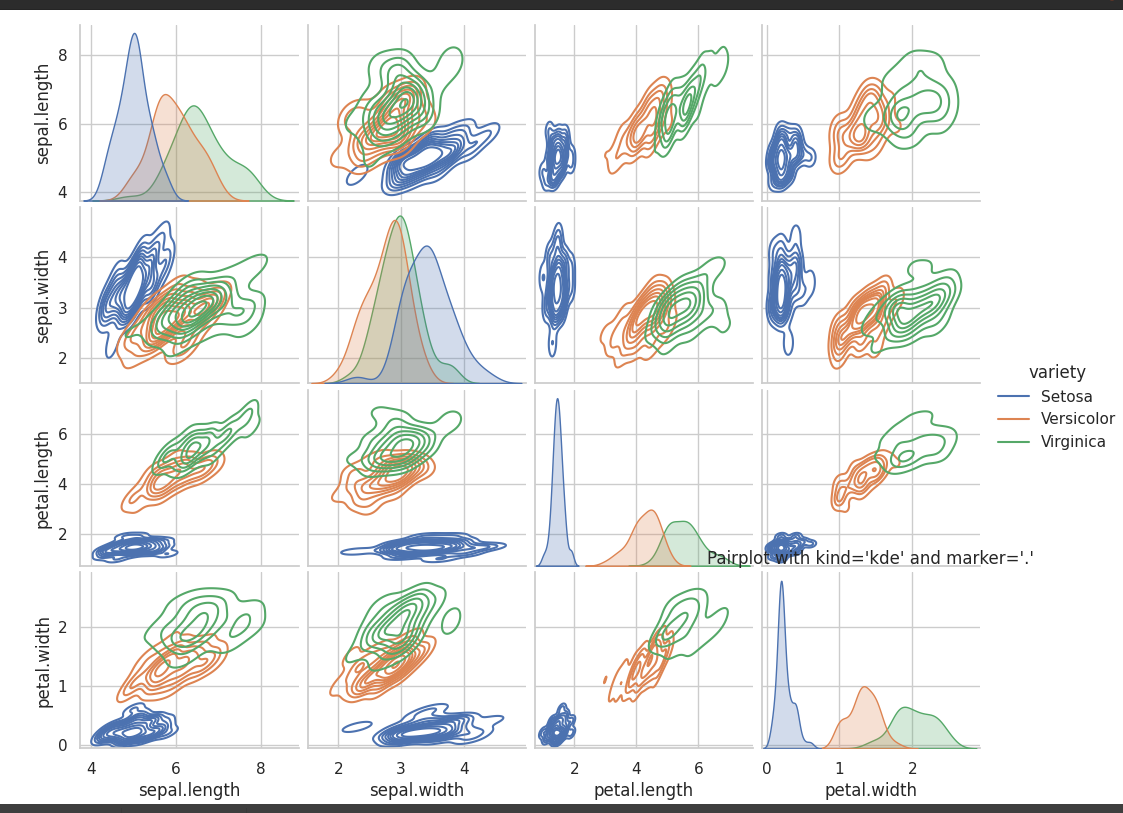 8
6
4
sepal.length
4
3
2
sepal.width
variety
Setosa
Versicolor
Virginica
6
4
2
petal.length
Pairplot with kind='kde' and marker='.'
2
1
0
petal.width
4 6 8 2 3 4 2 4 6 0 1 2
sepal.length sepal.width petal.length petal.width